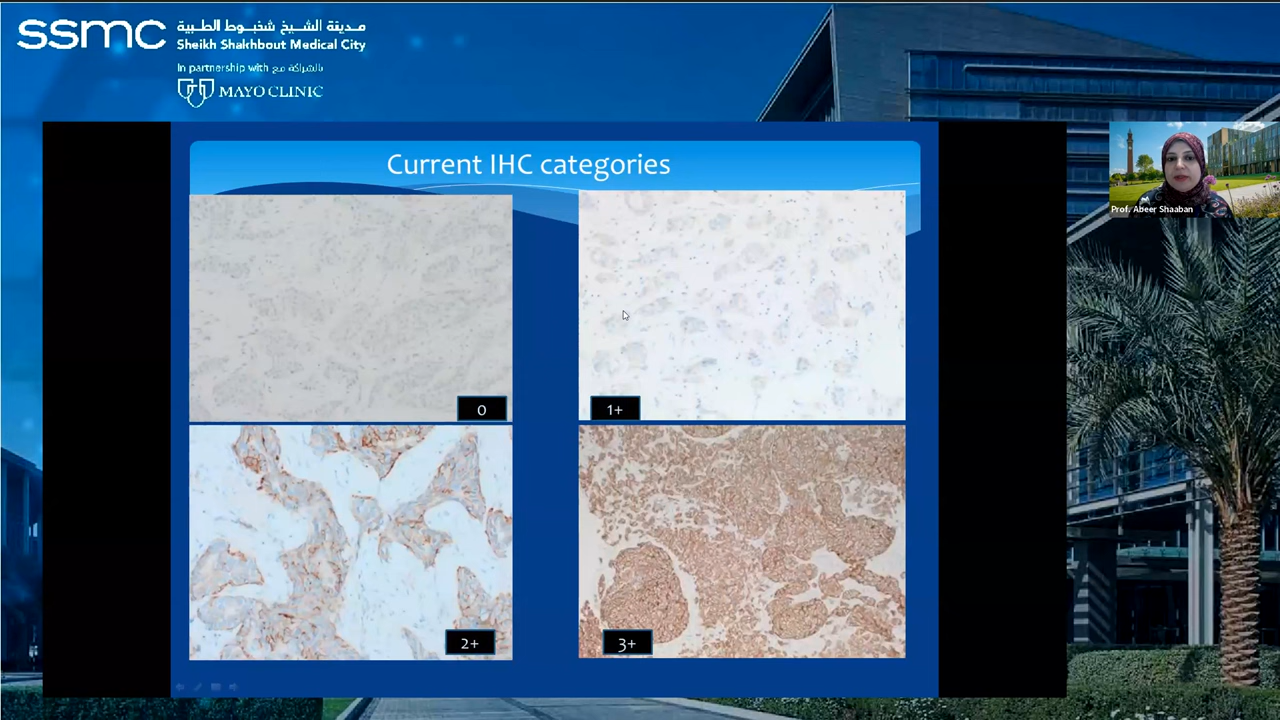 ssmc
مدينة الشيخ شخبوط الطبية
Sheikh Shakhbout Medical City
In partnership with بالشراكة مع
MAYO CLINIC
Current IHC categories
Prof. Abeer Shaaban
0
1+
2+
3+